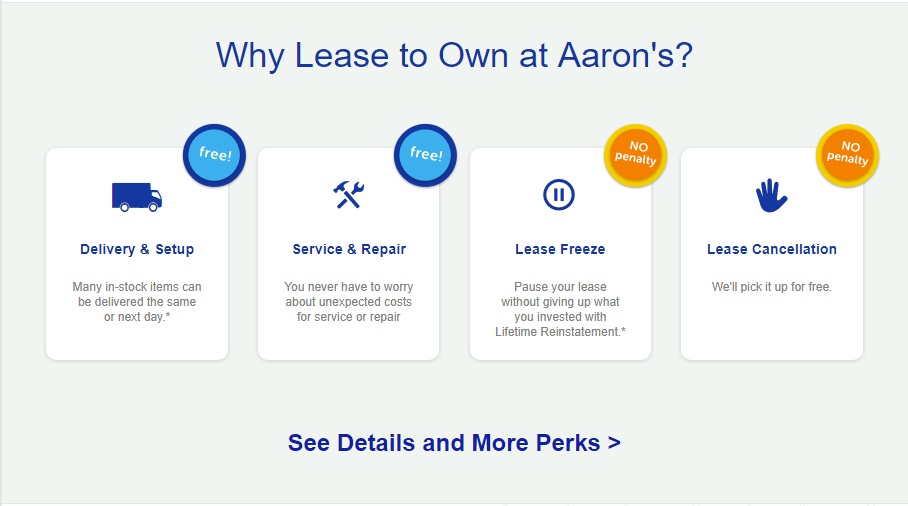 Why Lease to Own at Aaron's?
free!
Delivery & Setup
Many in-stock items can
be delivered the same
or next day.*
free!
Service & Repair
You never have to worry
about unexpected costs
for service or repair
NO
penalty
Lease Freeze
Pause your lease
without giving up what
you invested with
Lifetime Reinstatement.*
NO
penalty
Lease Cancellation
We'll pick it up for free.
See Details and More Perks >